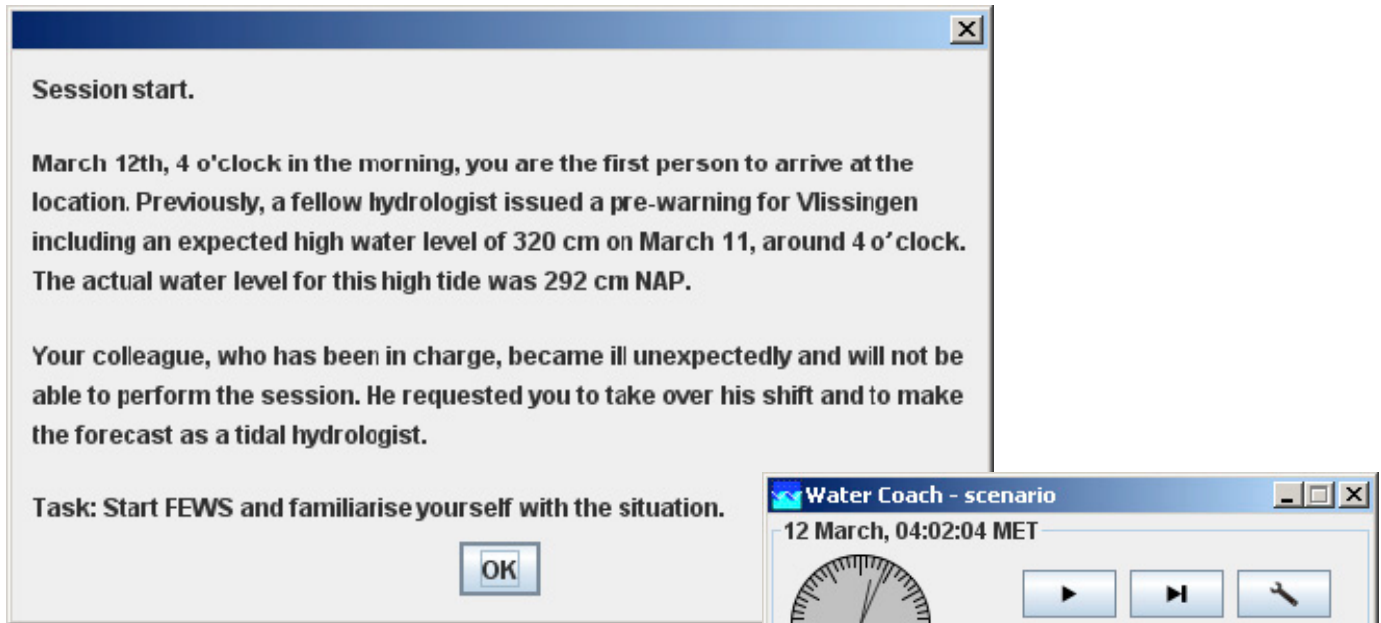 Session start.
March 12th, 4 o'clock in the morning, you are the first person to arrive at the
location. Previously, a fellow hydrologist issued a pre-warning for Vlissingen
including an expected high water level of 320 cm on March 11, around 4 o’clock.
The actual water level for this high tide was 292 cm NAP.
Your colleague, who has been in charge, became ill unexpectedly and will not be
able to perform the session. He requested you to take over his shift and to make
the forecast as a tidal hydrologist.
Task: Start FEWS and familiarise yourself with the situation.
OK
Water Coach - scenario
12 March, 04:02:04 MET